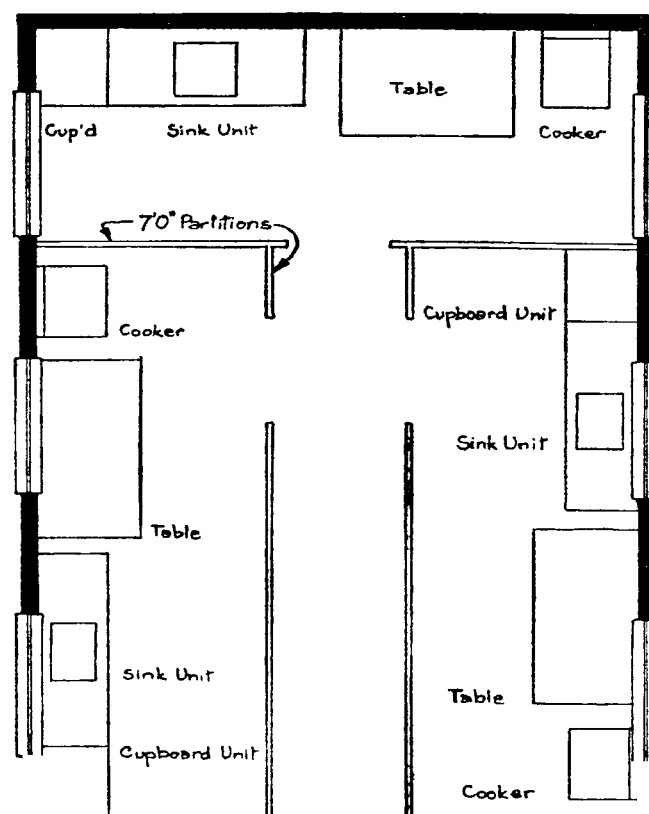 Table
Cup'd
Sink Unit
Cooker
7'0" Partitions
Cupboard Unit
Cooker
Sink Unit
Table
Sink Unit
Table
Cupboard Unit
Cooker